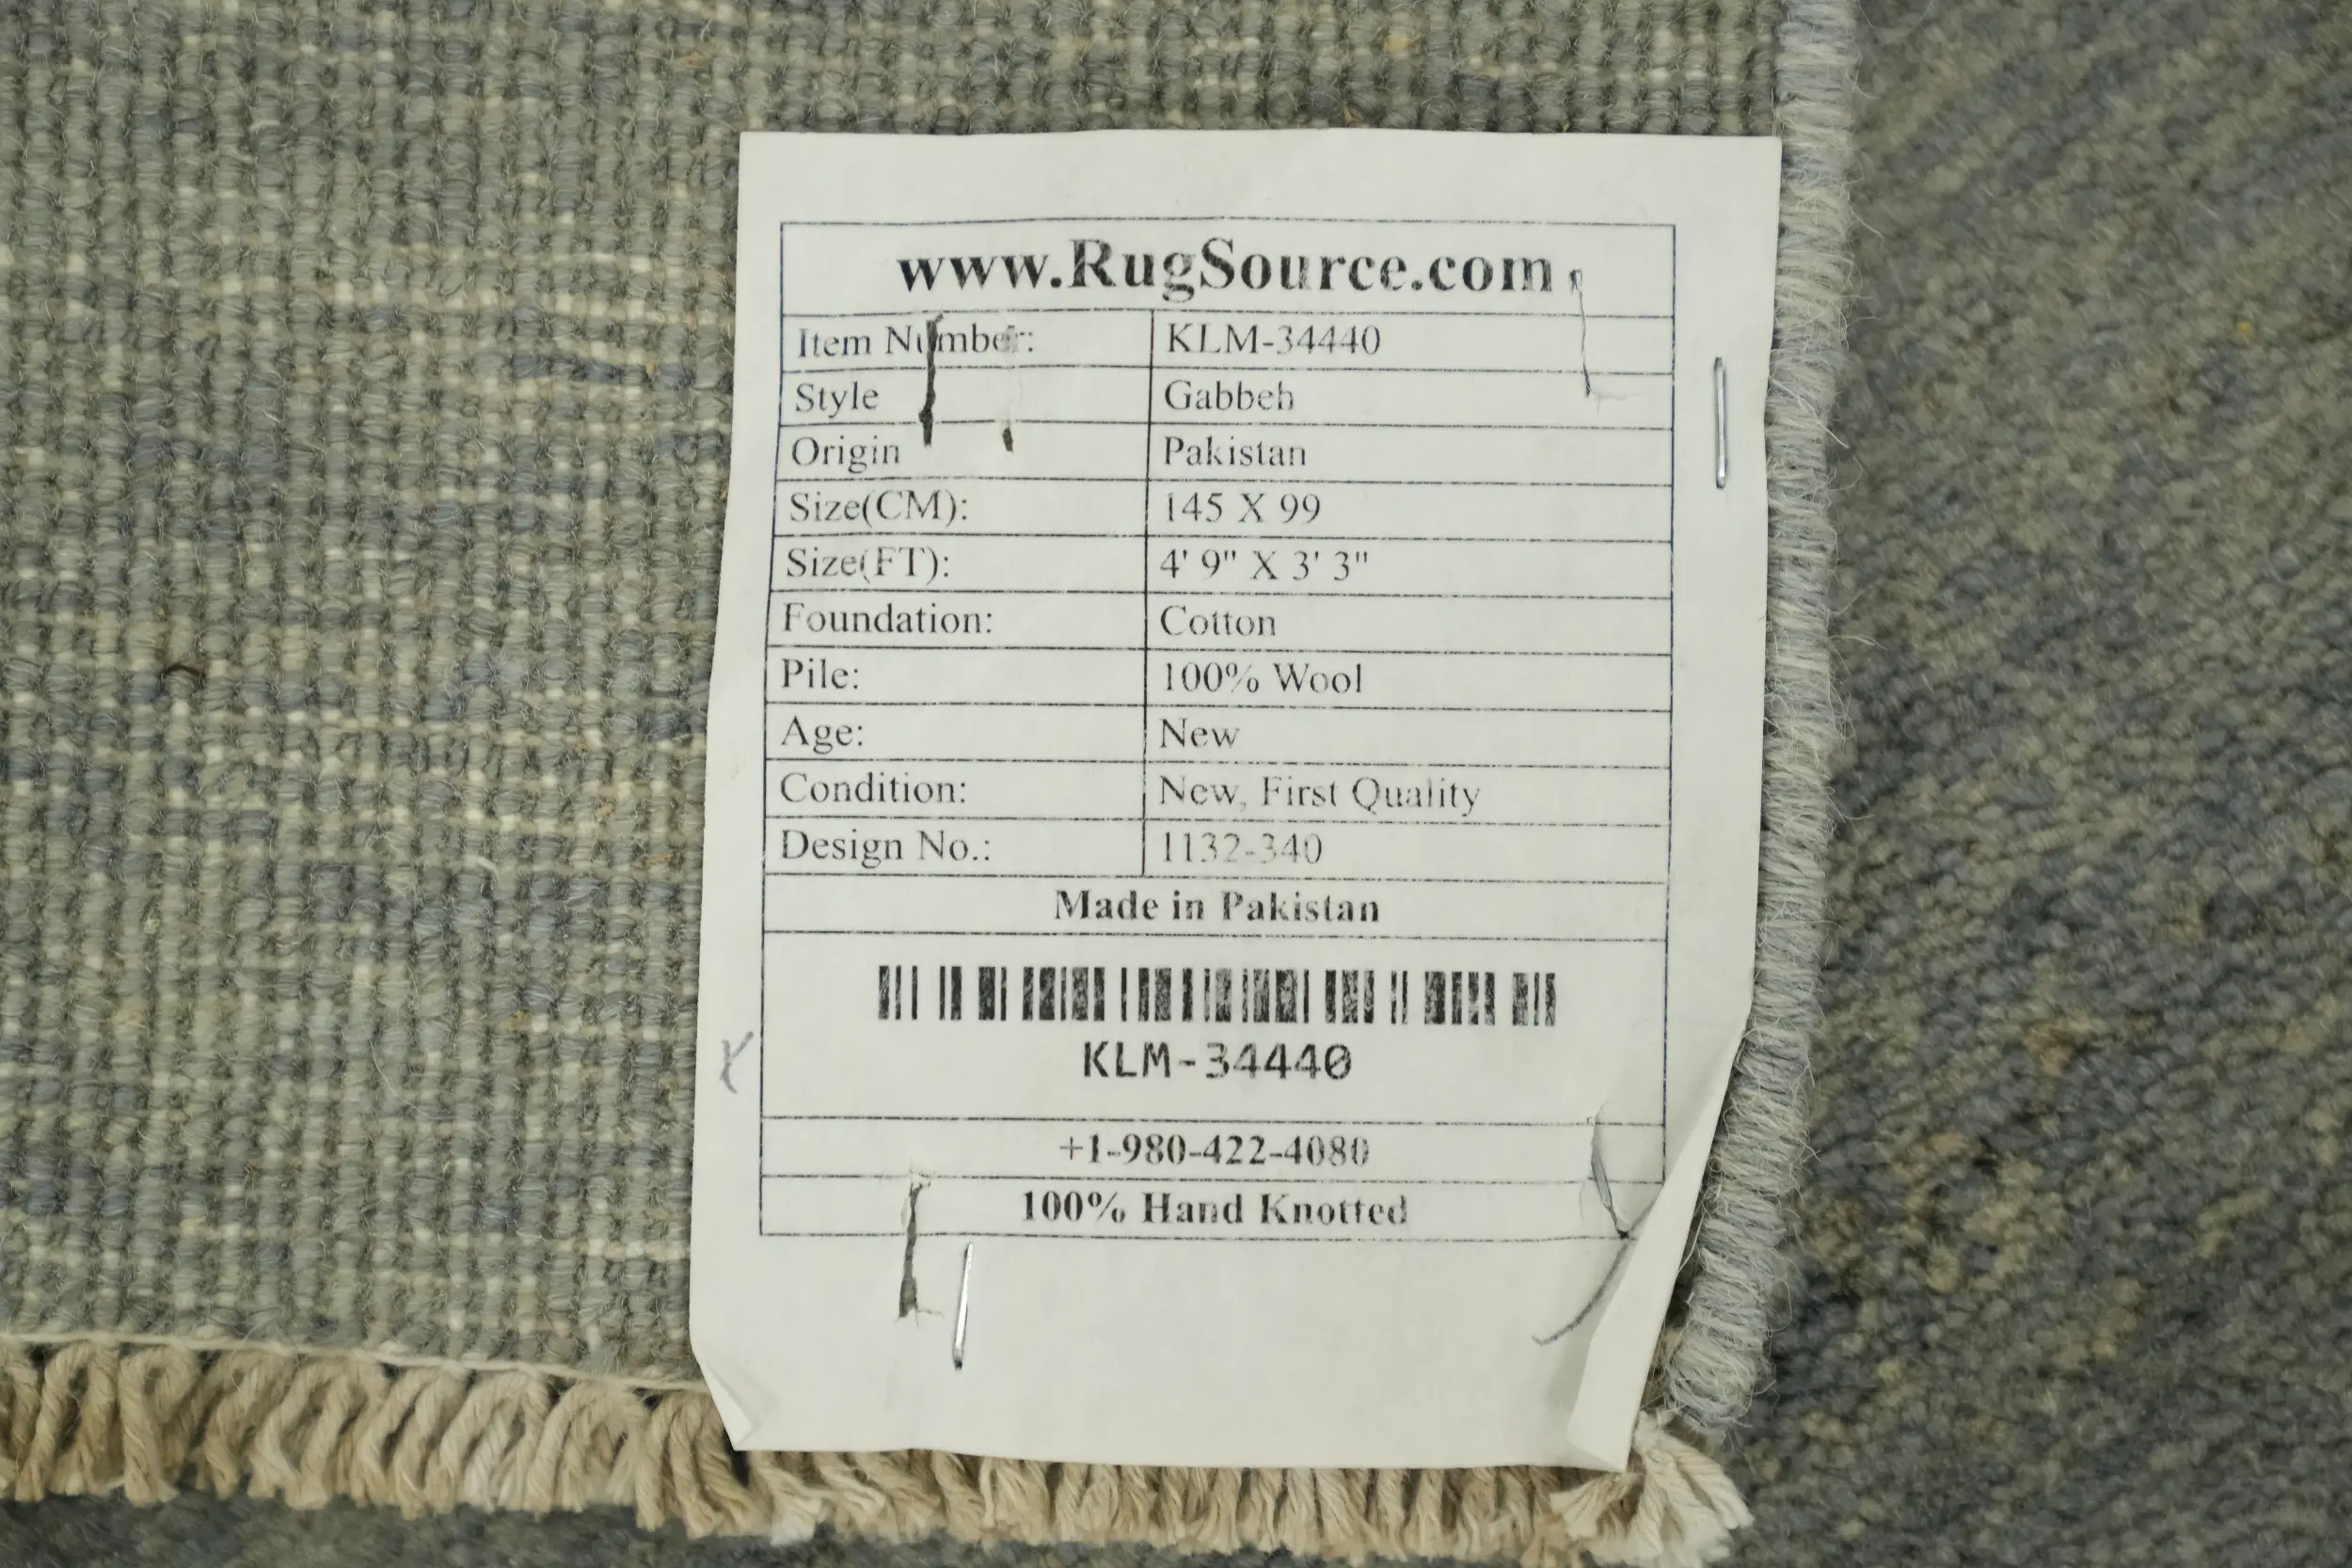 www.RugSource.com
Item Number: KLM-34440
Style Gabbeh
Origin Pakistan
Size(CM): 145 X 99
Size(FT): 4' 9" X 3' 3"
Foundation: Cotton
Pile: 100% Wool
Age: New
Condition: New, First Quality
Design No.: 1132-340
Made in Pakistan
KLM-34440
X
+1-980-422-4080
100% Hand Knotted